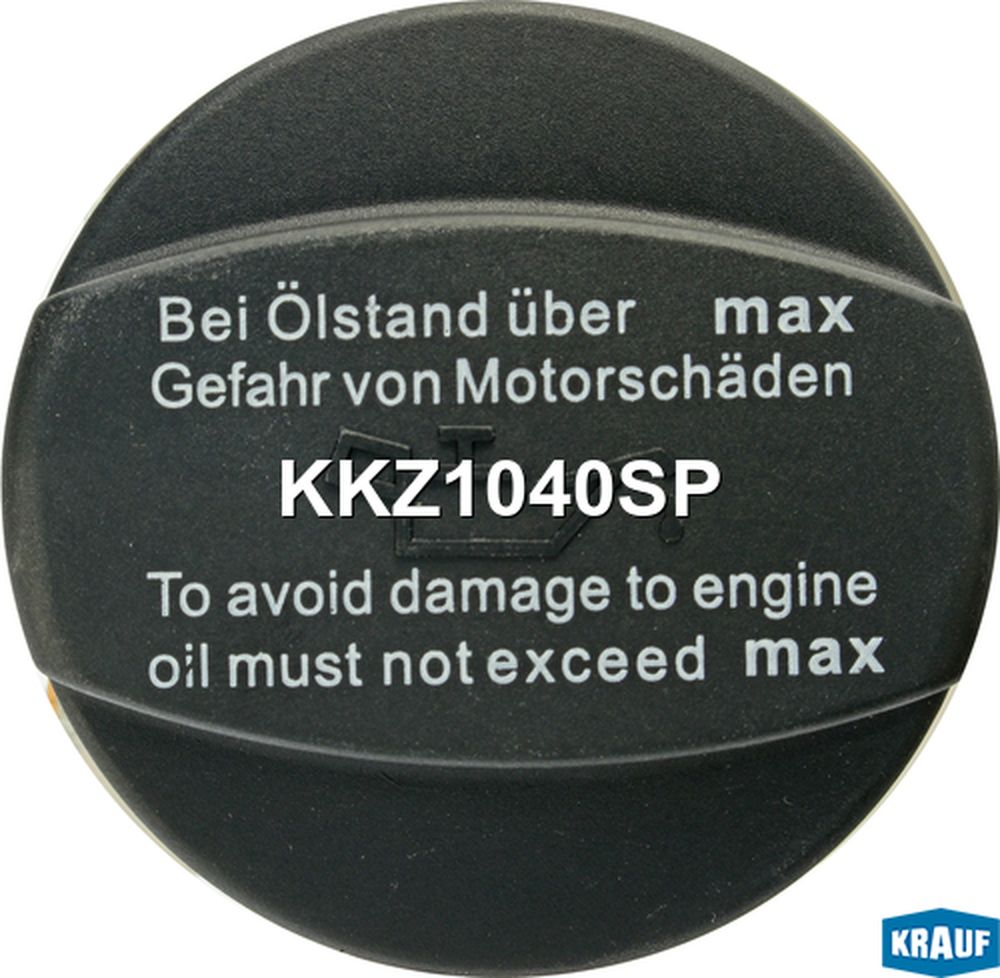 Bei Ölstand über max
Gefahr von Motorschäden
KKZ1040SP
To avoid damage to engine
oil must not exceed max
KRAUF